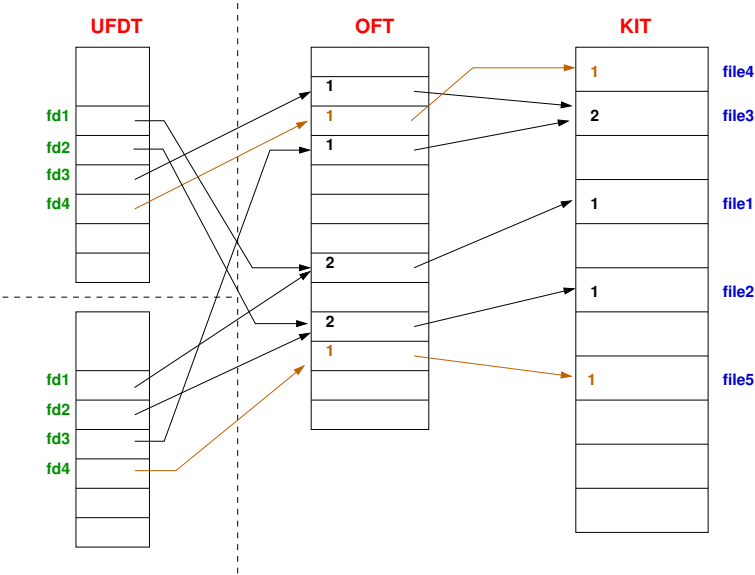 UFDT OFT KIT
1 file4
1
fd1 1 2 file3
fd2 1
fd3
fd4 1 file1
2
2 1 file2
1
fd1 1 file5
fd2
fd3
fd4